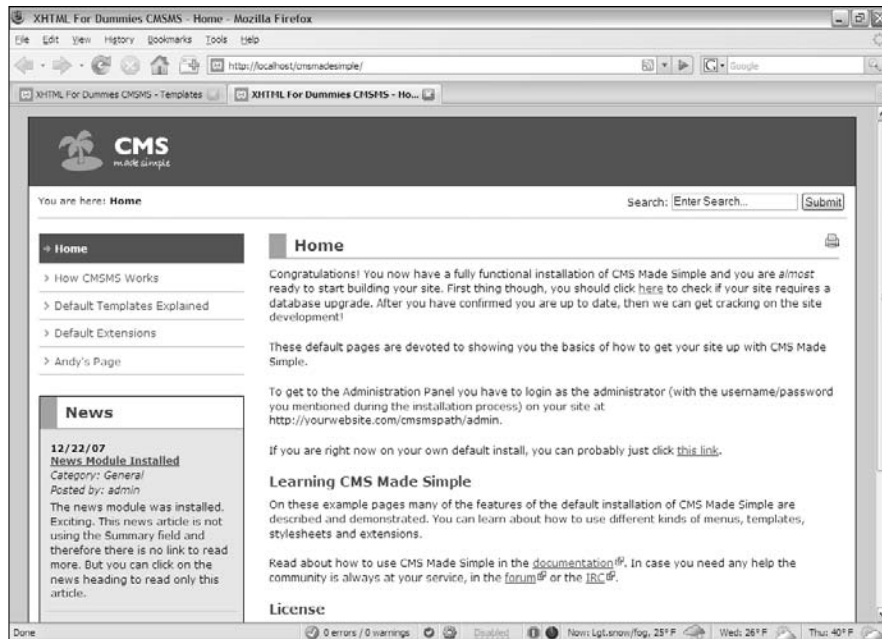 XHTML For Dummies CMSMS - Home - Mozilla Firefox
File Edit View History Bookmarks Tools Help
http://localhost/cmsmadesimple/
Google
XHTML For Dummies CMSMS - Templates
XHTML For Dummies CMSMS - Ho...
CMS
made simple
You are here: Home
Search: Enter Search... Submit
Home
How CMSMS Works
Default Templates Explained
Default Extensions
Andy's Page
News
12/22/07
News Module Installed
Category: General
Posted by: admin
The news module was installed.
Exciting. This news article is not
using the Summary field and
therefore there is no link to read
more. But you can click on the
news heading to read only this
article.
Home
Congratulations! You now have a fully functional installation of CMS Made Simple and you are almost
ready to start building your site. First thing though, you should click here to check if your site requires a
database upgrade. After you have confirmed you are up to date, then we can get cracking on the site
development!
These default pages are devoted to showing you the basics of how to get your site up with CMS Made
Simple.
To get to the Administration Panel you have to login as the administrator (with the username/password
you mentioned during the installation process) on your site at
http://yourwebsite.com/cmsmspath/admin.
If you are right now on your own default install, you can probably just click this link.
Learning CMS Made Simple
On these example pages many of the features of the default installation of CMS Made Simple are
described and demonstrated. You can learn about how to use different kinds of menus, templates,
stylesheets and extensions.
Read about how to use CMS Made Simple in the documentation. In case you need any help the
community is always at your service, in the forum or the IRC.
License
Done
0 errors / 0 warnings
Disabled
Now: Lgt.snow/fog, 25° F
Wed: 26° F
Thu: 40° F